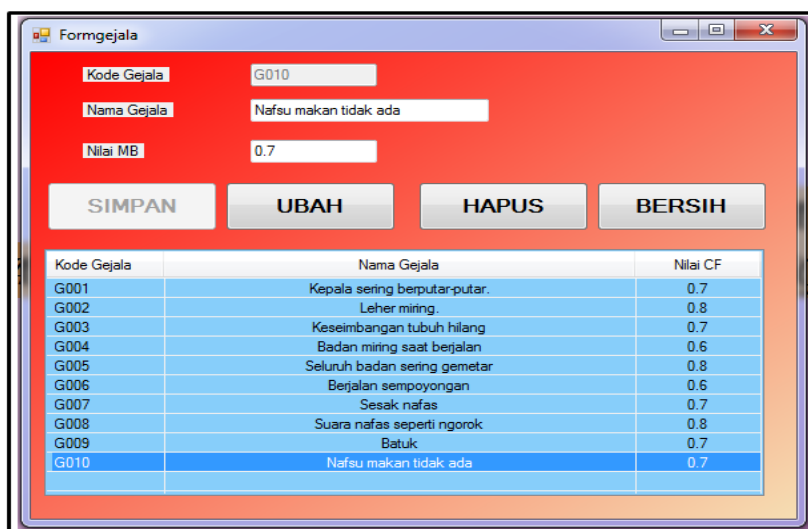 Formgejala
Kode Gejala G010
Nama Gejala Nafsu makan tidak ada
Nilai MB 0.7
SIMPAN UBAH HAPUS BERSIH
Kode Gejala Nama Gejala Nilai CF
G001 Kepala sering berputar-putar. 0.7
G002 Leher miring. 0.8
G003 Keseimbangan tubuh hilang 0.7
G004 Badan miring saat berjalan 0.6
G005 Seluruh badan sering gemetar 0.8
G006 Berjalan sempoyongan 0.6
G007 Sesak nafas 0.7
G008 Suara nafas seperti ngorok 0.8
G009 Batuk 0.7
G010 Nafsu makan tidak ada 0.7